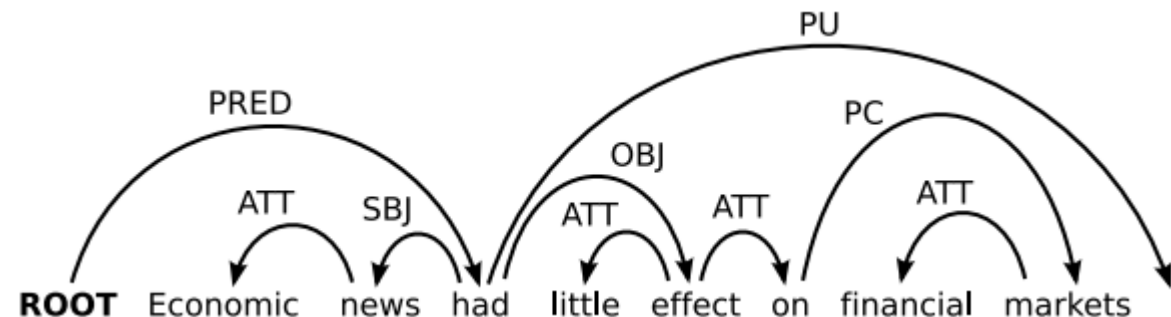 PU
PRED
PC
OBJ
ATT SBJ ATT ATT ATT
ROOT Economic news had little effect on financial markets